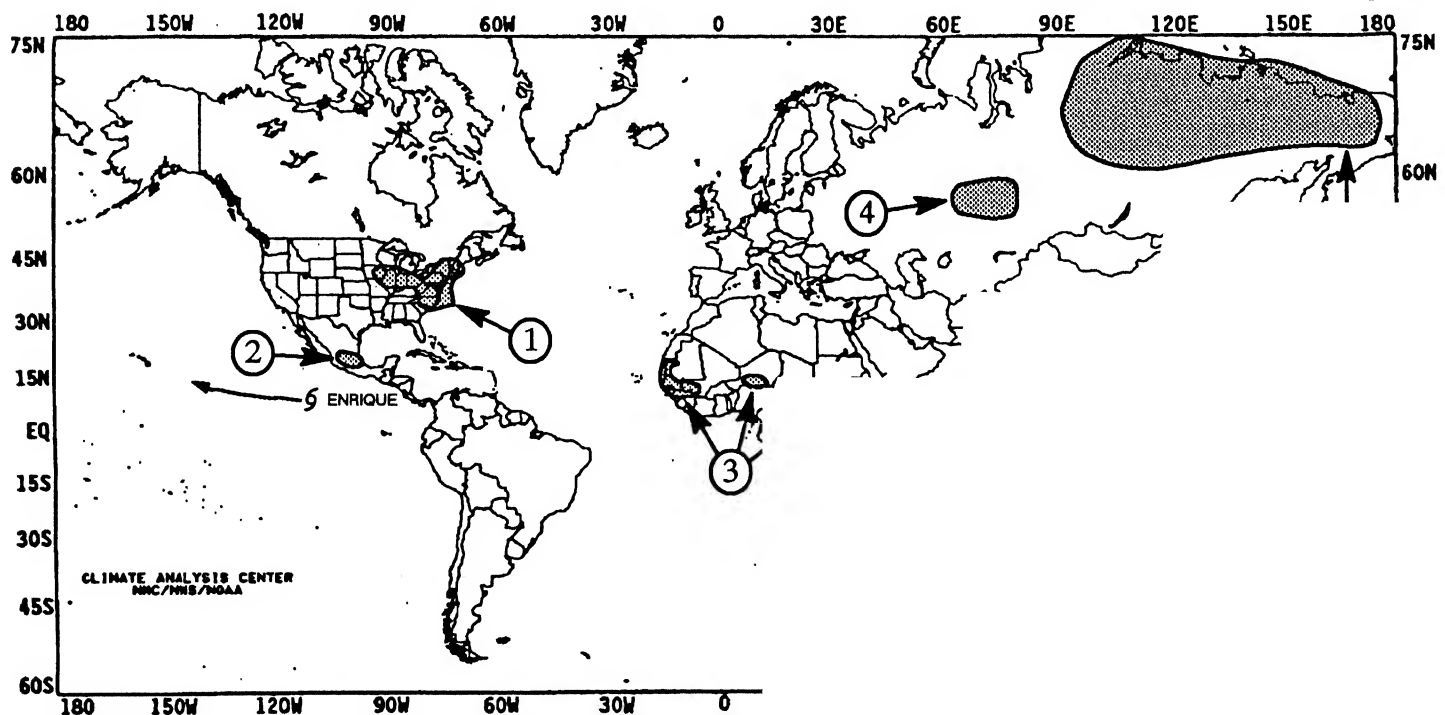 180 120W 90W 60W 30W 0 30E 60E 90E 120E 150E 180
75N 75N
60N 60N
4
45N
1
30N
2
15N
ENRIQUE
EQ
3
15S
30S
CLIMATE ANALYSIS CENTER
NMC/NWS/NOAA
45S
60S
180 150W 120W 90W 60W 30W 0